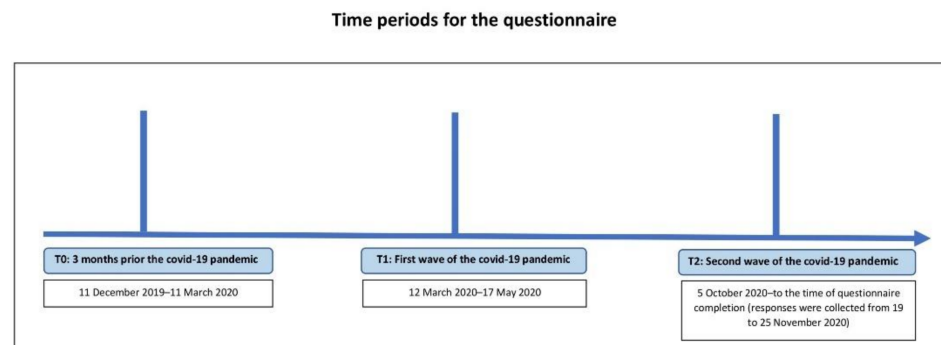 Time periods for the questionnaire
T0: 3 months prior the covid-19 pandemic
11 December 2019–11 March 2020
T1: First wave of the covid-19 pandemic
12 March 2020–17 May 2020
T2: Second wave of the covid-19 pandemic
5 October 2020–to the time of questionnaire
completion (responses were collected from 19
to 25 November 2020)